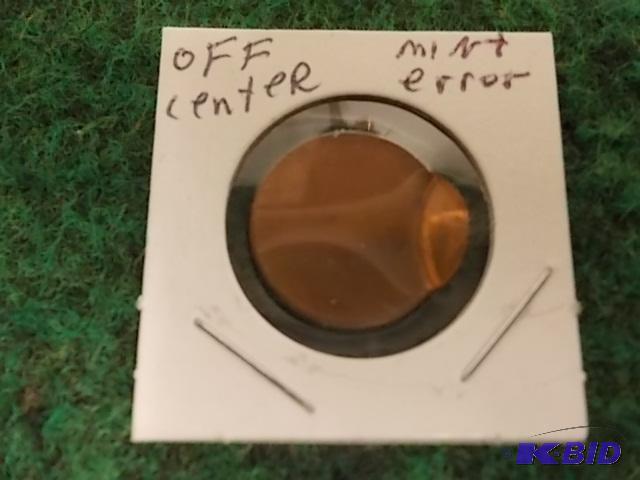 OFF
center
mint
error
K-BID